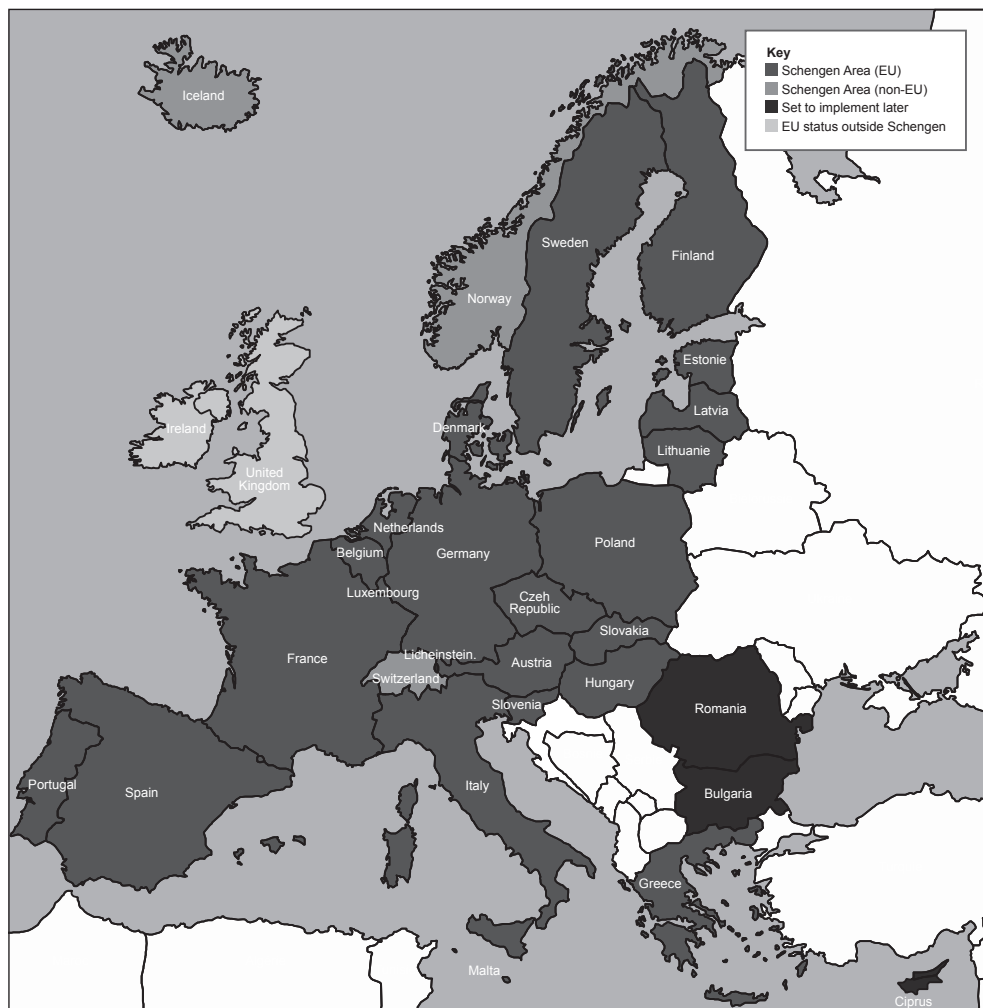 Key
Schengen Area (EU)
Schengen Area (non-EU)
Set to implement later
EU status outside Schengen
Iceland
Sweden
Finland
Norway
Estonie
Latvia
Denmark
Ireland
Lithuanie
United
Kingdom
Netherlands
Belgium
Germany
Poland
Luxembourg
Czeh
Republic
Slovakia
France
Licheinstein.
Austria
Switzerland
Hungary
Slovenia
Romania
Portugal
Spain
Italy
Bulgaria
Greece
Malta
Ciprus